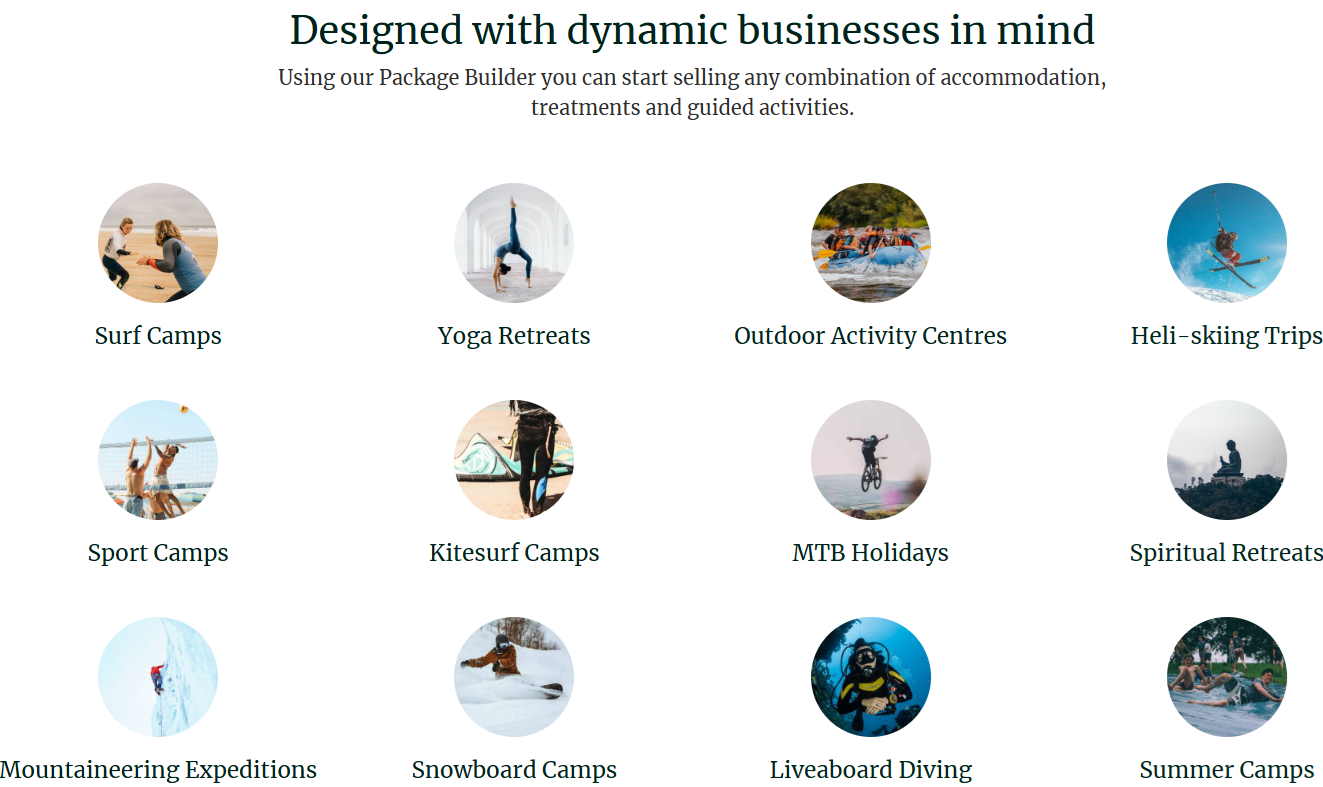 Designed with dynamic businesses in mind
Using our Package Builder you can start selling any combination of accommodation,
treatments and guided activities.
Surf Camps
Yoga Retreats
Outdoor Activity Centres
Heli-skiing Trips
Sport Camps
Kitesurf Camps
MTB Holidays
Spiritual Retreats
Mountaineering Expeditions
Snowboard Camps
Liveaboard Diving
Summer Camps